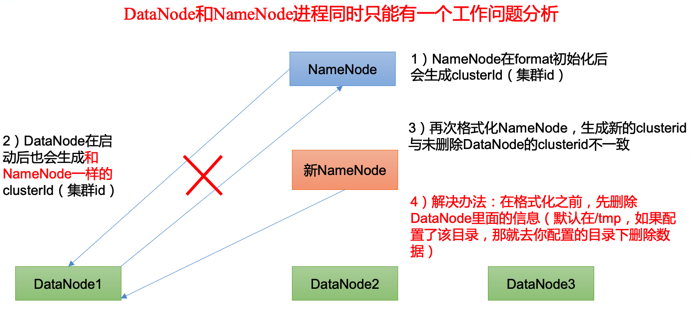 DataNode和NameNode进程同时只能有一个工作问题分析
NameNode
1）NameNode在format初始化后
会生成clusterId（集群id）
2）DataNode在启
动后也会生成和
NameNode一样的
clusterId（集群id）
3）再次格式化NameNode，生成新的clusterid
与未删除DataNode的clusterid不一致
新NameNode
4）解决办法：在格式化之前，先删除
DataNode里面的信息（默认在/tmp，如果配
置了该目录，那就去你配置的目录下删除数
据）
DataNode1
DataNode2
DataNode3